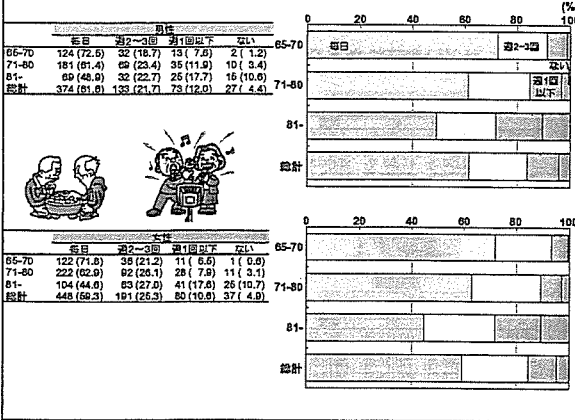 男性
毎日 週2~3回 週1回以下 ない
65-70 124 (72.5) 32 (18.7) 13 ( 7.6) 2 ( 1.2)
71-80 181 (61.4) 69 (23.4) 35 (11.9) 10 ( 3.4)
81- 69 (48.9) 32 (22.7) 25 (17.7) 15 (10.6)
総計 374 (61.6) 133 (21.7) 73 (12.0) 27 ( 4.4)
(%
0 20 40 60 80 100
65-70 毎日 週2-3回
ない
71-80 週1回
以下
81-
総計
女性
毎日 週2~3回 週1回以下 ない
65-70 122 (71.8) 36 (21.2) 11 ( 6.5) 1 ( 0.6)
71-80 222 (62.9) 92 (26.1) 28 ( 7.9) 11 ( 3.1)
81- 104 (44.6) 63 (27.0) 41 (17.6) 25 (10.7)
総計 448 (59.3) 191 (25.3) 80 (10.6) 37 ( 4.9)
0 20 40 60 80 100
65-70
71-80
81-
総計